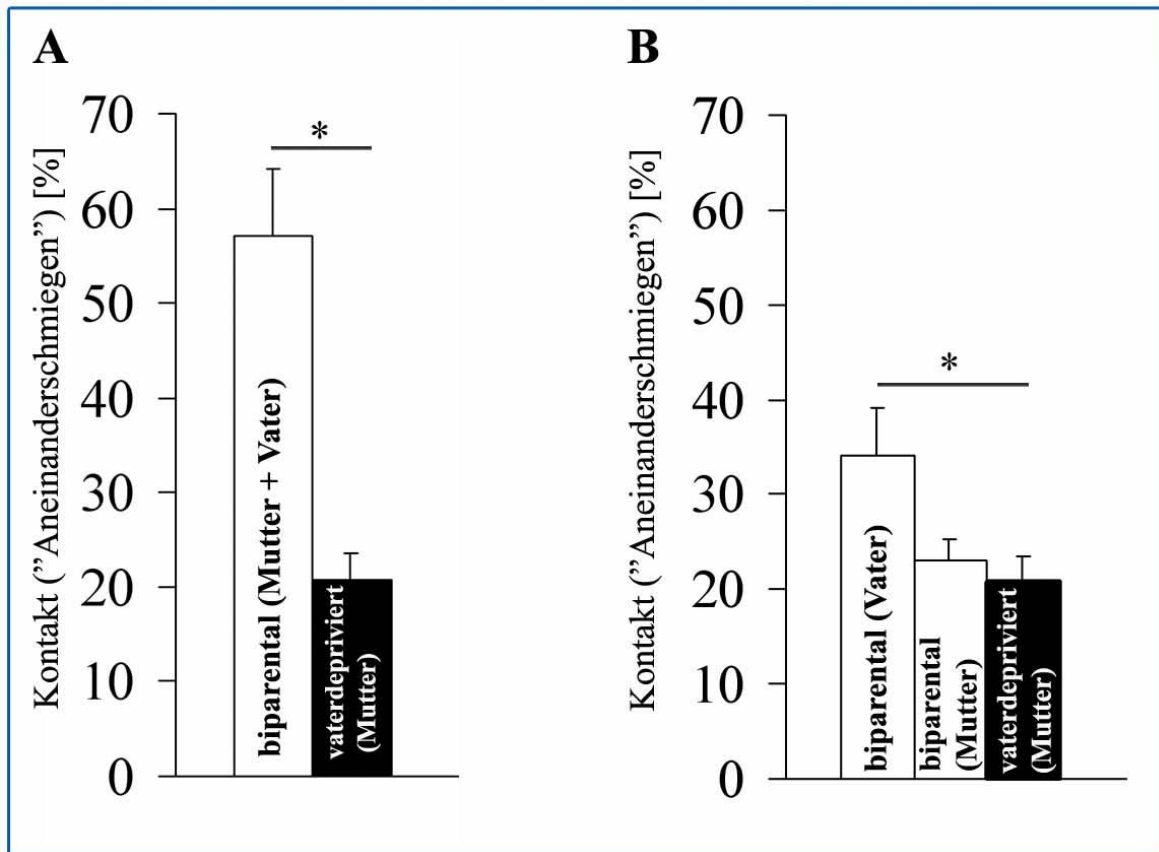 A
Kontakt (”Aneinanderschmiegen”) [%]
70
60
50
40
30
20
10
0
*
biparental (Mutter + Vater)
vaterdepriviert
(Mutter)
B
Kontakt (”Aneinanderschmiegen”) [%]
70
60
50
40
30
20
10
0
*
biparental (Vater)
biparental
(Mutter)
vaterdepriviert
(Mutter)